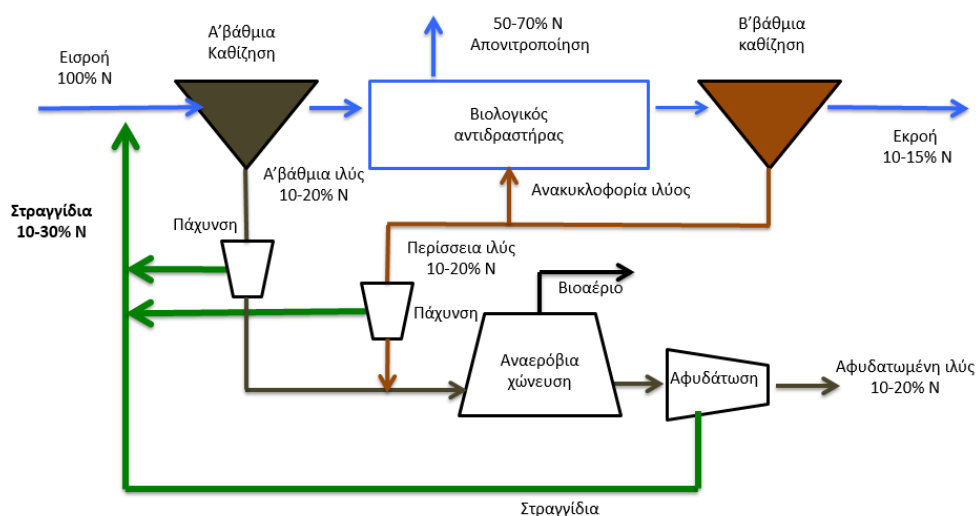 50-70% Ν
Απονιτροποίηση
Α'βάθμια
Καθίζηση
Β'βάθμια
καθίζηση
Εισροή
100% Ν
Βιολογικός
αντιδραστήρας
Εκροή
10-15% Ν
Α'βάθμια ιλύς
10-20% Ν
Ανακυκλοφορία ιλύος
Στραγγίδια
10-30% Ν
Πάχυνση
Περίσσεια ιλύς
10-20% Ν
Πάχυνση
Βιοαέριο
Αναερόβια
χώνευση
Αφυδάτωση
Αφυδατωμένη ιλύς
10-20% Ν
Στραγγίδια